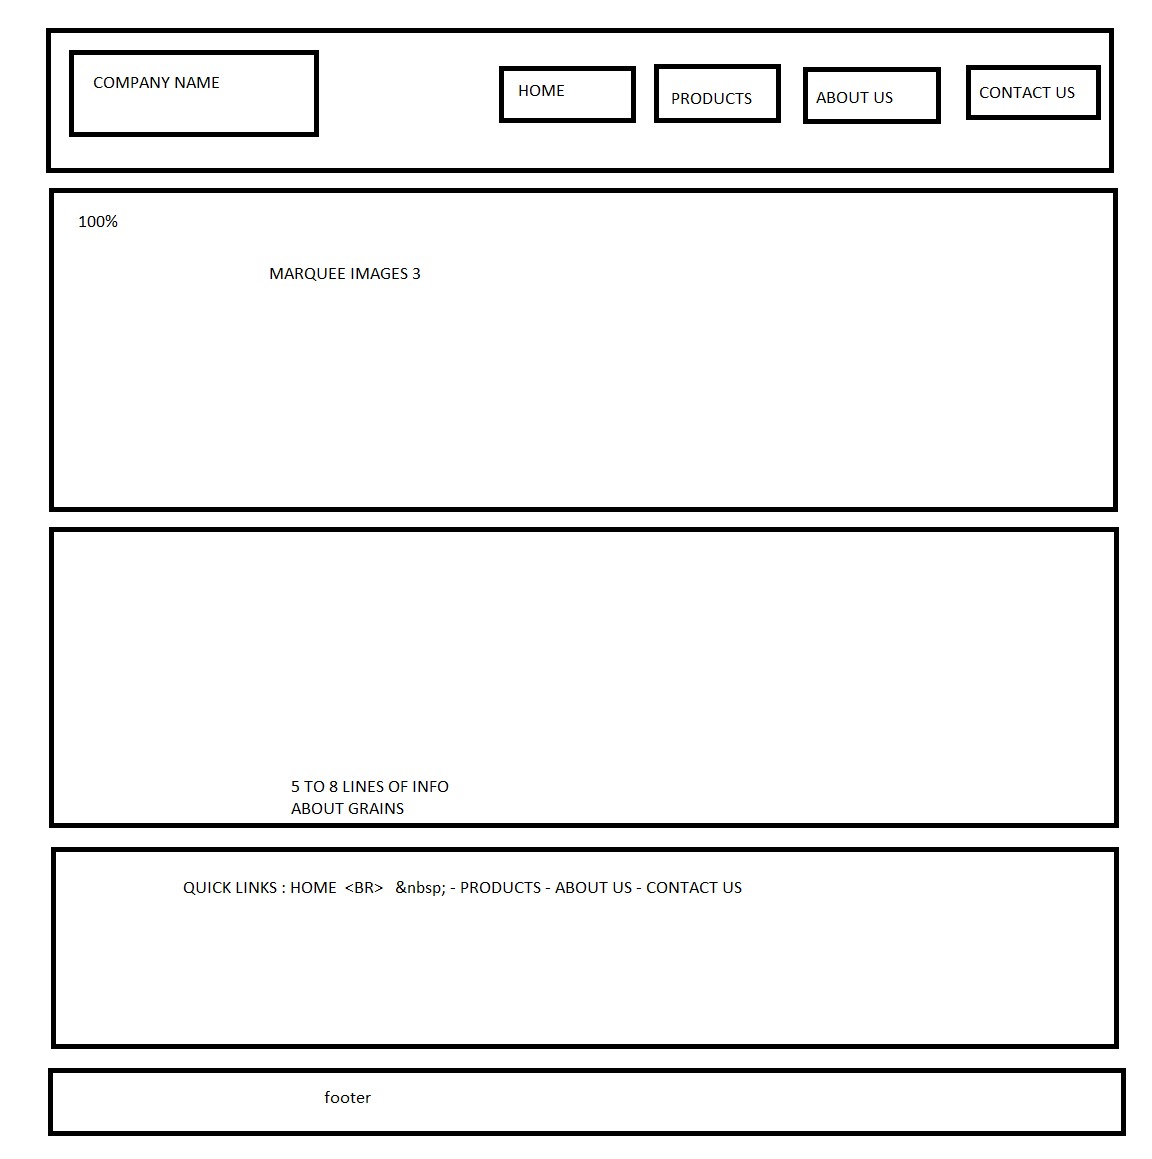 COMPANY NAME
HOME
PRODUCTS
ABOUT US
CONTACT US
100%
MARQUEE IMAGES 3
5 TO 8 LINES OF INFO
ABOUT GRAINS
QUICK LINKS : HOME  <BR>   &nbsp; - PRODUCTS - ABOUT US - CONTACT US
footer